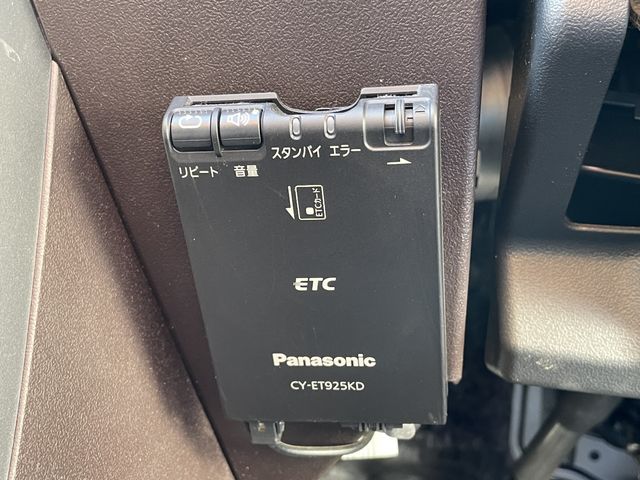 スタンバイ エラー
リピート 音量
ETCカード
ETC
Panasonic
CY-ET925KD